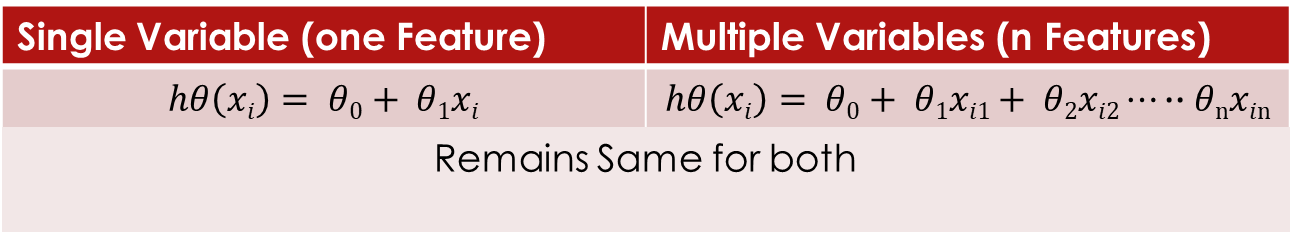 Single Variable (one Feature) Multiple Variables (n Features)
hθ(xᵢ) = θ₀ + θ₁xᵢ hθ(xᵢ) = θ₀ + θ₁xᵢ₁ + θ₂xᵢ₂ ····· θₙxᵢₙ
Remains Same for both